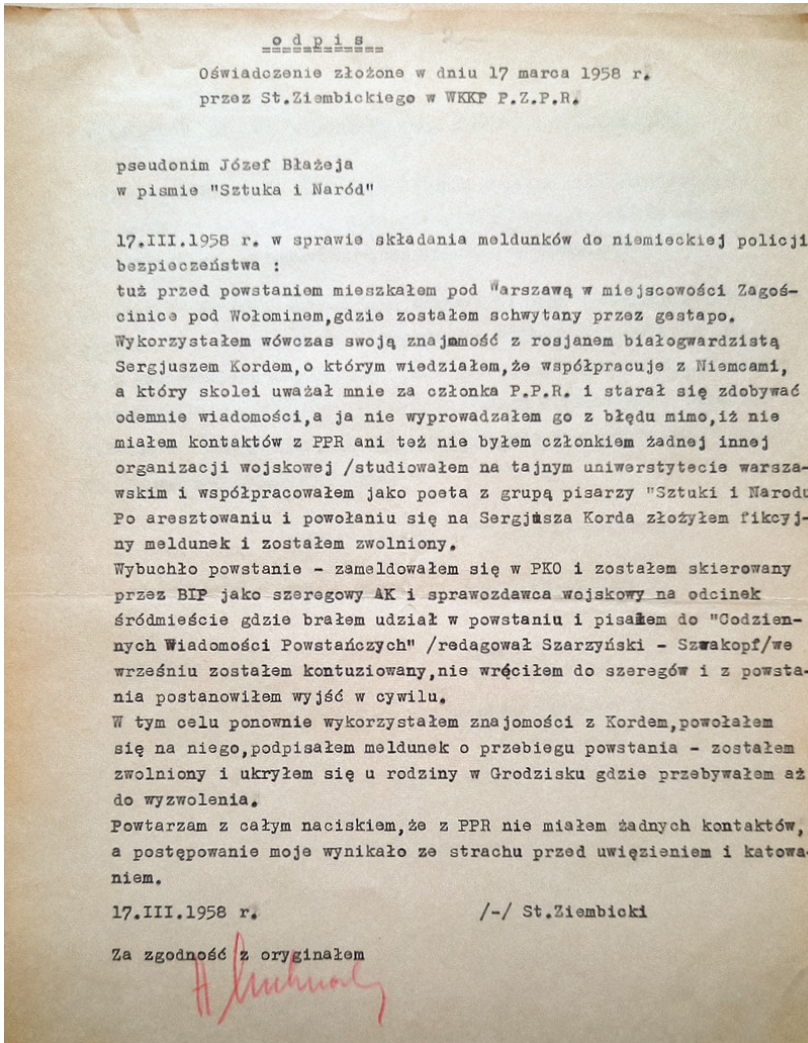 o d p i s
Oświadczenie złożone w dniu 17 marca 1958 r.
przez St.Ziembickiego w WKKP P.Z.P.R.
pseudonim Józef Błażeja
w pismie "Sztuka i Naród"
17.III.1958 r. w sprawie składania meldunków do niemieckiej policji
bezpieczeństwa :
tuż przed powstaniem mieszkałem pod Warszawą w miejscowości Zagoś-
cinice pod Wołominem,gdzie zostałem schwytany przez gestapo.
Wykorzystałem wówczas swoją znajmość z rosjanem białogwardzistą
Sergjuszem Kordem,o którym wiedziałem,że współpracuje z Niemcami,
a który skolei uważał mnie za członka P.P.R. i starał się zdobywać
odemnie wiadomości,a ja nie wyprowadzałem go z błędu mimo,iż nie
miałem kontaktów z PPR ani też nie byłem członkiem żadnej innej
organizacji wojskowej /studiowałem na tajnym uniwerstytecie warsza-
wskim i współpracowałem jako poeta z grupą pisarzy "Sztuki i Narodu
Po aresztowaniu i powołaniu się na Sergjusza Korda złożyłem fikcyj-
ny meldunek i zostałem zwolniony.
Wybuchło powstanie - zameldowałem się w PKO i zostałem skierowany
przez BIP jako szeregowy AK i sprawozdawca wojskowy na odcinek
śródmieście gdzie brałem udział w powstaniu i pisałem do "Codzien-
nych Wiadomości Powstańczych" /redagował Szarzyński - Szwakopf/we
wrześniu zostałem kontuziowany,nie wręciłem do szeregów i z powsta-
nia postanowiłem wyjść w cywilu.
W tym celu ponownie wykorzystałem znajomości z Kordem,powołałem
się na niego,podpisałem meldunek o przebiegu powstania - zostałem
zwolniony i ukryłem się u rodziny w Grodzisku gdzie przebywałem aż
do wyzwolenia.
Powtarzam z całym naciskiem,że z PPR nie miałem żadnych kontaktów,
a postępowanie moje wynikało ze strachu przed uwięzieniem i katowa-
niem.
17.III.1958 r. /-/ St.Ziembicki
Za zgodność z oryginałem